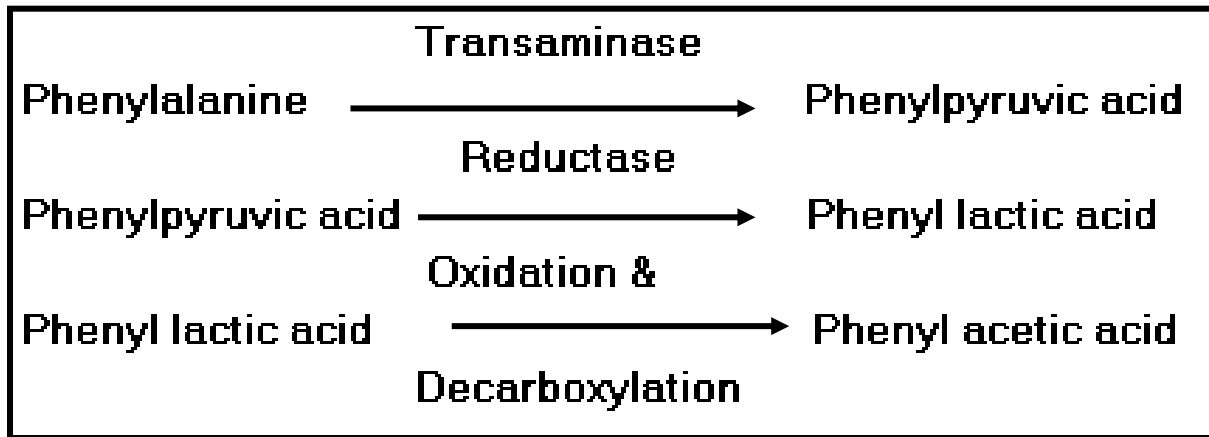 Transaminase
Phenylalanine Phenylpyruvic acid
Reductase
Phenylpyruvic acid Phenyl lactic acid
Oxidation &
Phenyl lactic acid Phenyl acetic acid
Decarboxylation